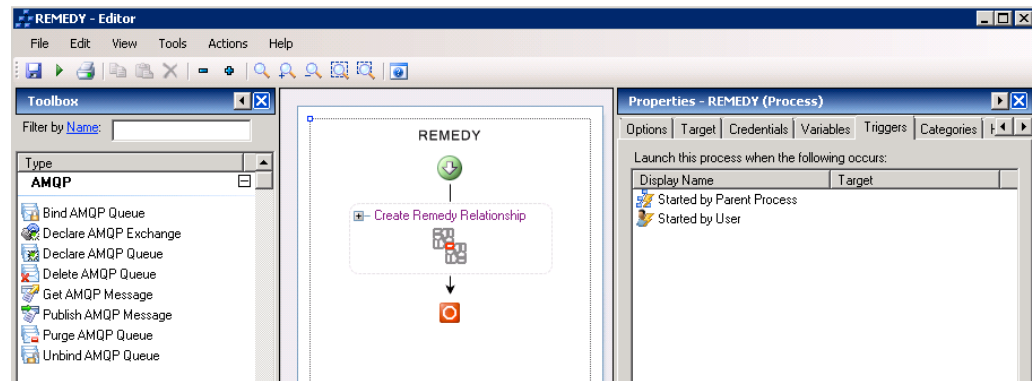 REMEDY - Editor
File Edit View Tools Actions Help
Toolbox
Filter by Name:
Type
AMQP
Bind AMQP Queue
Declare AMQP Exchange
Declare AMQP Queue
Delete AMQP Queue
Get AMQP Message
Publish AMQP Message
Purge AMQP Queue
Unbind AMQP Queue
REMEDY
Create Remedy Relationship
Properties - REMEDY (Process)
Options Target Credentials Variables Triggers Categories
Launch this process when the following occurs:
Display Name Target
Started by Parent Process
Started by User